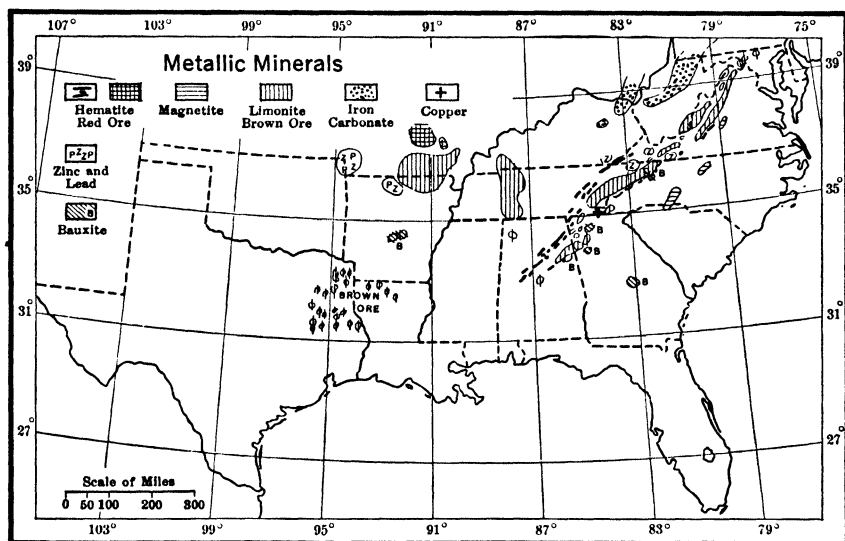 107° 103° 99° 95° 91° 87° 83° 79° 75°
Metallic Minerals
39° 39°
Hematite Red Ore
Magnetite
Limonite Brown Ore
Iron Carbonate
Copper
PZZP
Zinc and Lead
B
Bauxite
Z P
P Z
PZ
(Z)
Z
B
35° 35°
B
B
B
B
B
B
BROWN
ORE
31° 31°
27° 27°
Scale of Miles
0 50 100 200 300
103° 99° 95° 91° 87° 83° 79°